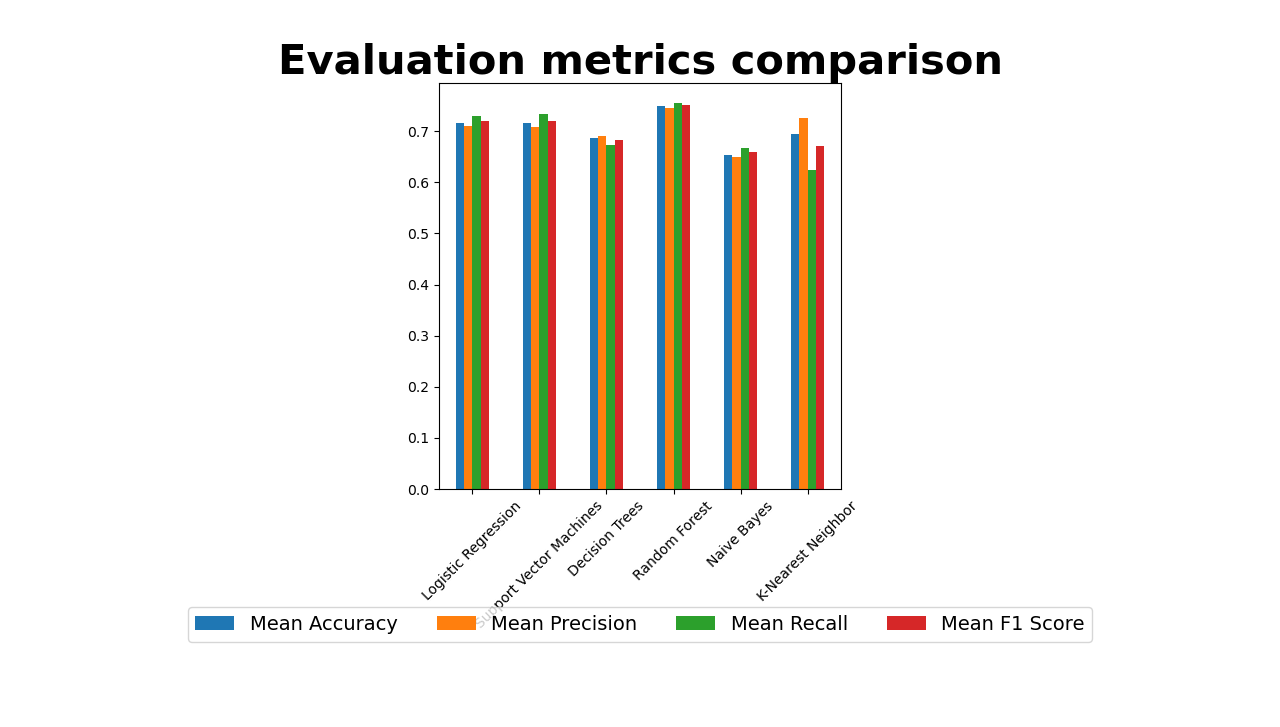 Evaluation metrics comparison
0.7
0.6
0.5
0.4
0.3
0.2
0.1
0.0
Logistic Regression
Support Vector Machines
Decision Trees
Random Forest
Naive Bayes
K-Nearest Neighbor
Mean Accuracy
Mean Precision
Mean Recall
Mean F1 Score